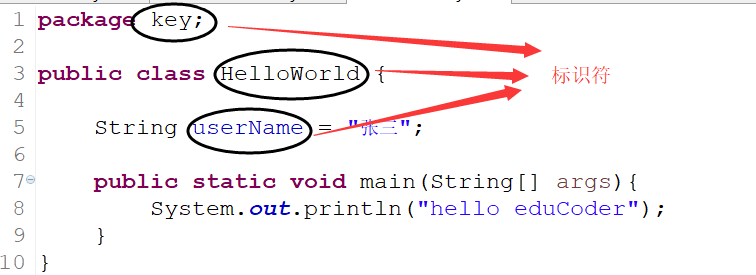 1 package key;
2
3 public class HelloWorld { 标识符
4
5 String userName = "张三";
6
7 public static void main(String[] args){
8 System.out.println("hello eduCoder");
9 }
10 }